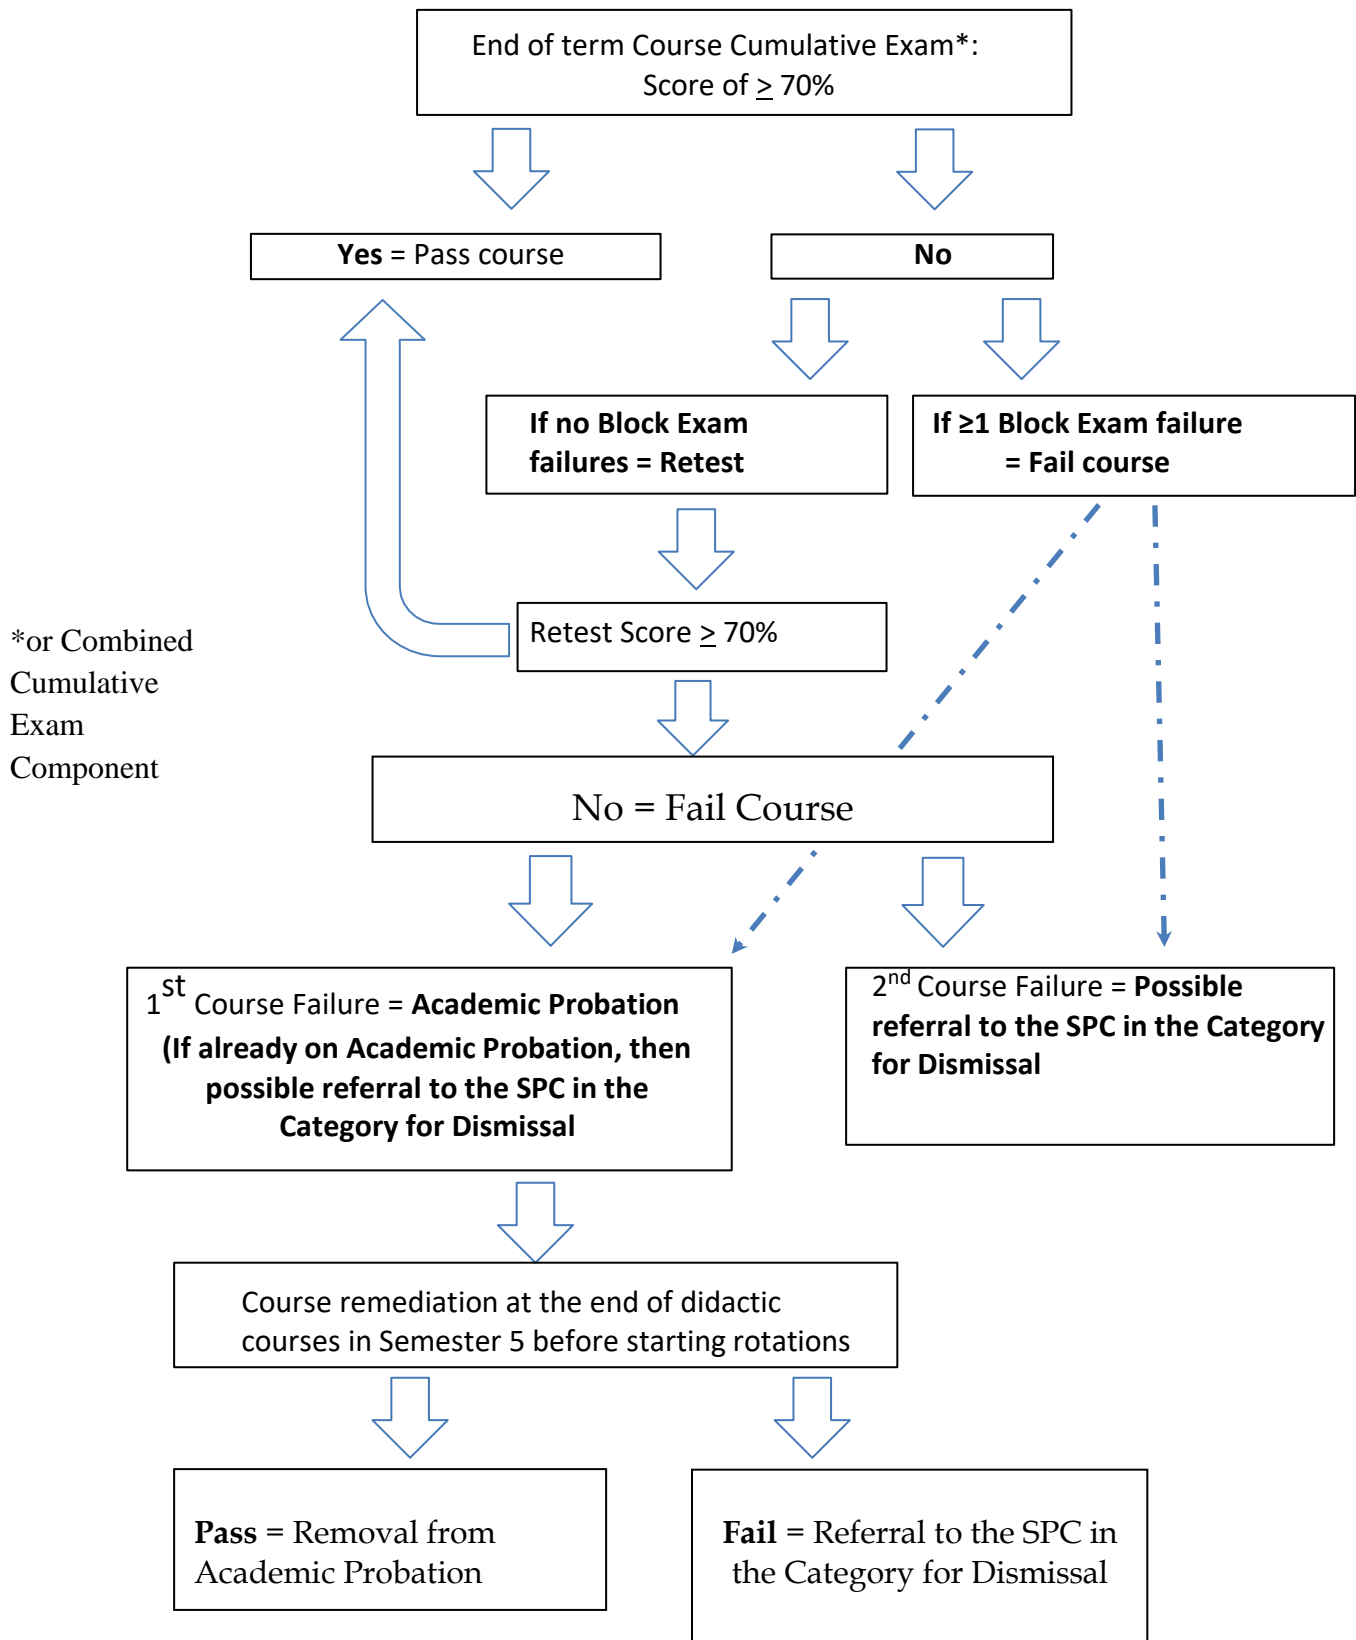 End of term Course Cumulative Exam*:
Score of ≥ 70%
Yes = Pass course
No
If no Block Exam
failures = Retest
If ≥1 Block Exam failure
= Fail course
Retest Score ≥ 70%
*or Combined
Cumulative
Exam
Component
No = Fail Course
1st Course Failure = Academic Probation
(If already on Academic Probation, then
possible referral to the SPC in the
Category for Dismissal
2nd Course Failure = Possible
referral to the SPC in the Category
for Dismissal
Course remediation at the end of didactic
courses in Semester 5 before starting rotations
Pass = Removal from
Academic Probation
Fail = Referral to the SPC in
the Category for Dismissal